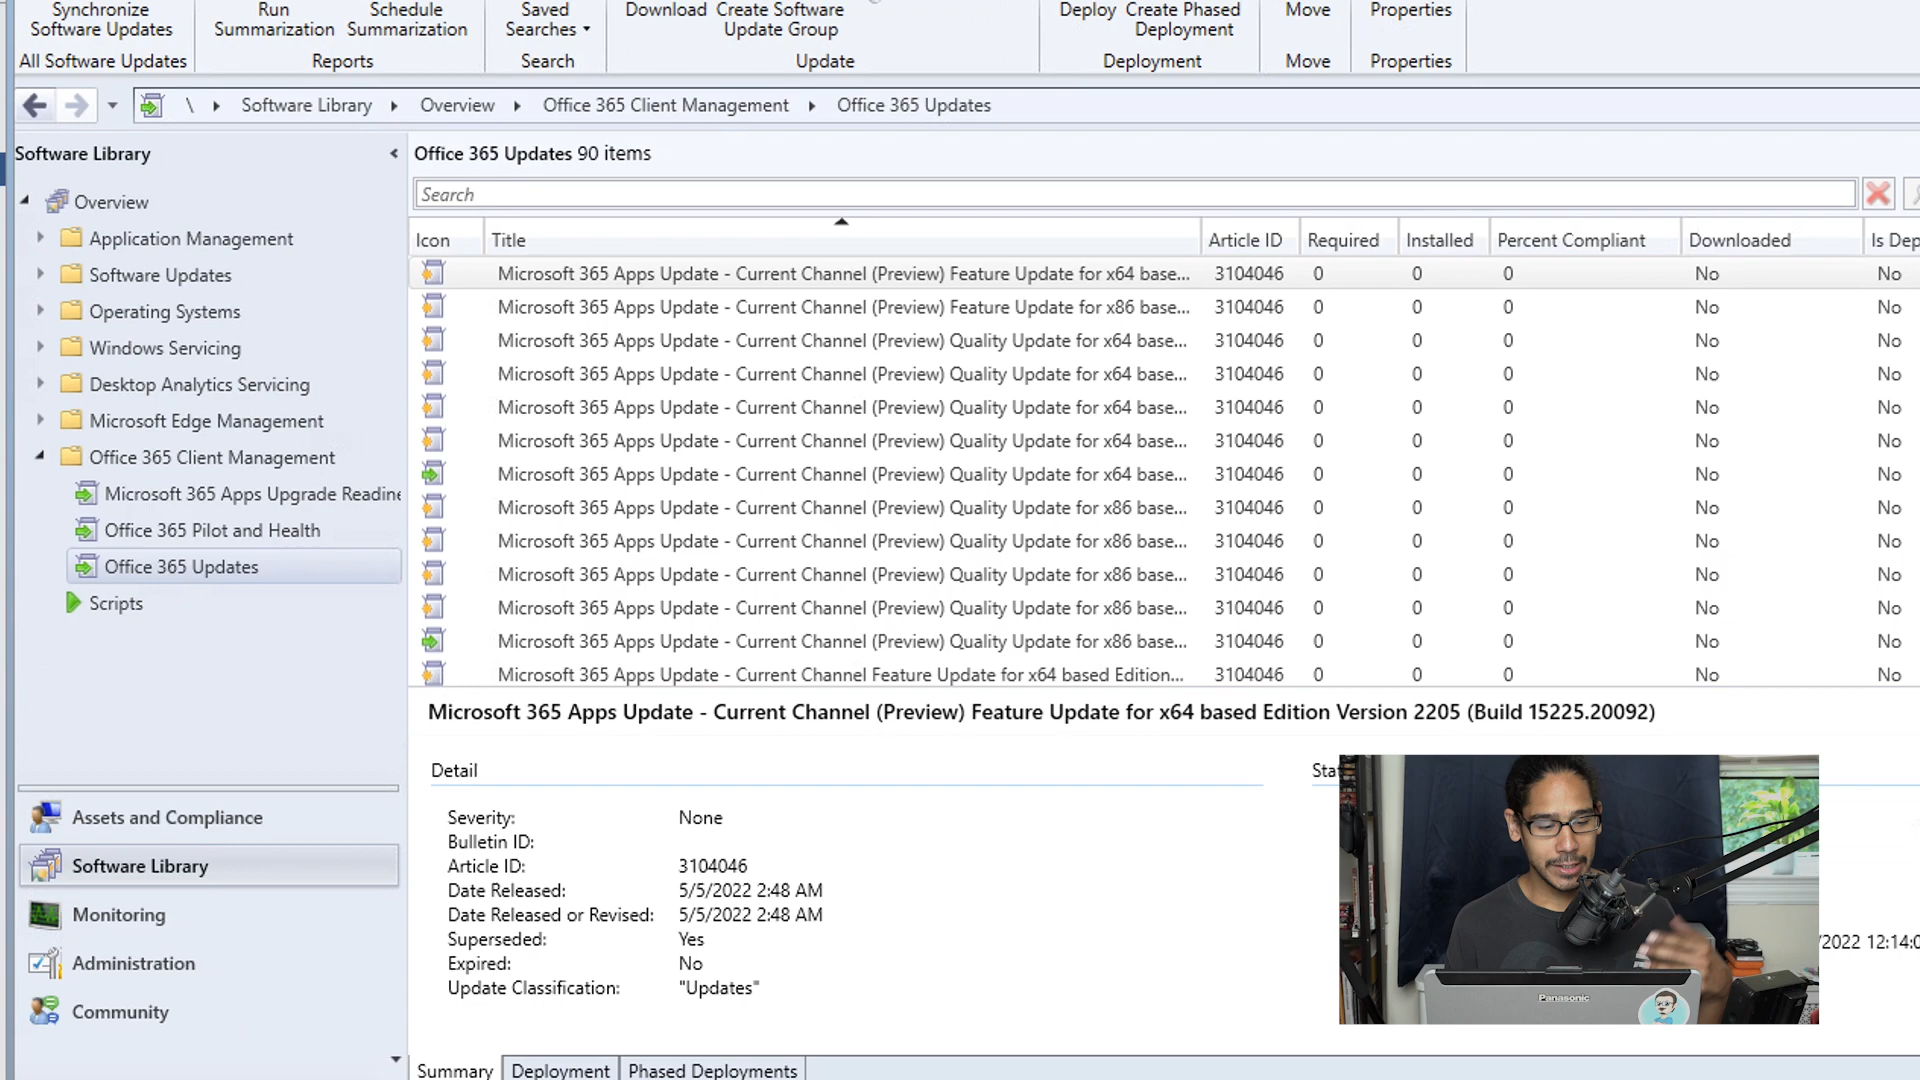 Synchronize Software Updates
Run Summarization
Schedule Summarization
Saved Searches
Download
Create Software Update Group
Deploy
Create Phased Deployment
Move
Properties
All Software Updates
Reports
Search
Update
Deployment
Move
Properties
\ Software Library Overview Office 365 Client Management Office 365 Updates
Software Library
Overview
Application Management
Software Updates
Operating Systems
Windows Servicing
Desktop Analytics Servicing
Microsoft Edge Management
Office 365 Client Management
Microsoft 365 Apps Upgrade Readine
Office 365 Pilot and Health
Office 365 Updates
Scripts
Assets and Compliance
Software Library
Monitoring
Administration
Community
Office 365 Updates 90 items
Search
Icon Title Article ID Required Installed Percent Compliant Downloaded Is Dep
Microsoft 365 Apps Update - Current Channel (Preview) Feature Update for x64 base... 3104046 0 0 0 No No
Microsoft 365 Apps Update - Current Channel (Preview) Feature Update for x86 base... 3104046 0 0 0 No No
Microsoft 365 Apps Update - Current Channel (Preview) Quality Update for x64 base... 3104046 0 0 0 No No
Microsoft 365 Apps Update - Current Channel (Preview) Quality Update for x64 base... 3104046 0 0 0 No No
Microsoft 365 Apps Update - Current Channel (Preview) Quality Update for x64 base... 3104046 0 0 0 No No
Microsoft 365 Apps Update - Current Channel (Preview) Quality Update for x64 base... 3104046 0 0 0 No No
Microsoft 365 Apps Update - Current Channel (Preview) Quality Update for x64 base... 3104046 0 0 0 No No
Microsoft 365 Apps Update - Current Channel (Preview) Quality Update for x86 base... 3104046 0 0 0 No No
Microsoft 365 Apps Update - Current Channel (Preview) Quality Update for x86 base... 3104046 0 0 0 No No
Microsoft 365 Apps Update - Current Channel (Preview) Quality Update for x86 base... 3104046 0 0 0 No No
Microsoft 365 Apps Update - Current Channel (Preview) Quality Update for x86 base... 3104046 0 0 0 No No
Microsoft 365 Apps Update - Current Channel (Preview) Quality Update for x86 base... 3104046 0 0 0 No No
Microsoft 365 Apps Update - Current Channel Feature Update for x64 based Edition... 3104046 0 0 0 No No
Microsoft 365 Apps Update - Current Channel (Preview) Feature Update for x64 based Edition Version 2205 (Build 15225.20092)
Detail
Stat
Severity: None
Bulletin ID:
Article ID: 3104046
Date Released: 5/5/2022 2:48 AM
Date Released or Revised: 5/5/2022 2:48 AM
Superseded: Yes
Expired: No
Update Classification: "Updates"
/2022 12:14:0
Panasonic
Summary Deployment Phased Deployments